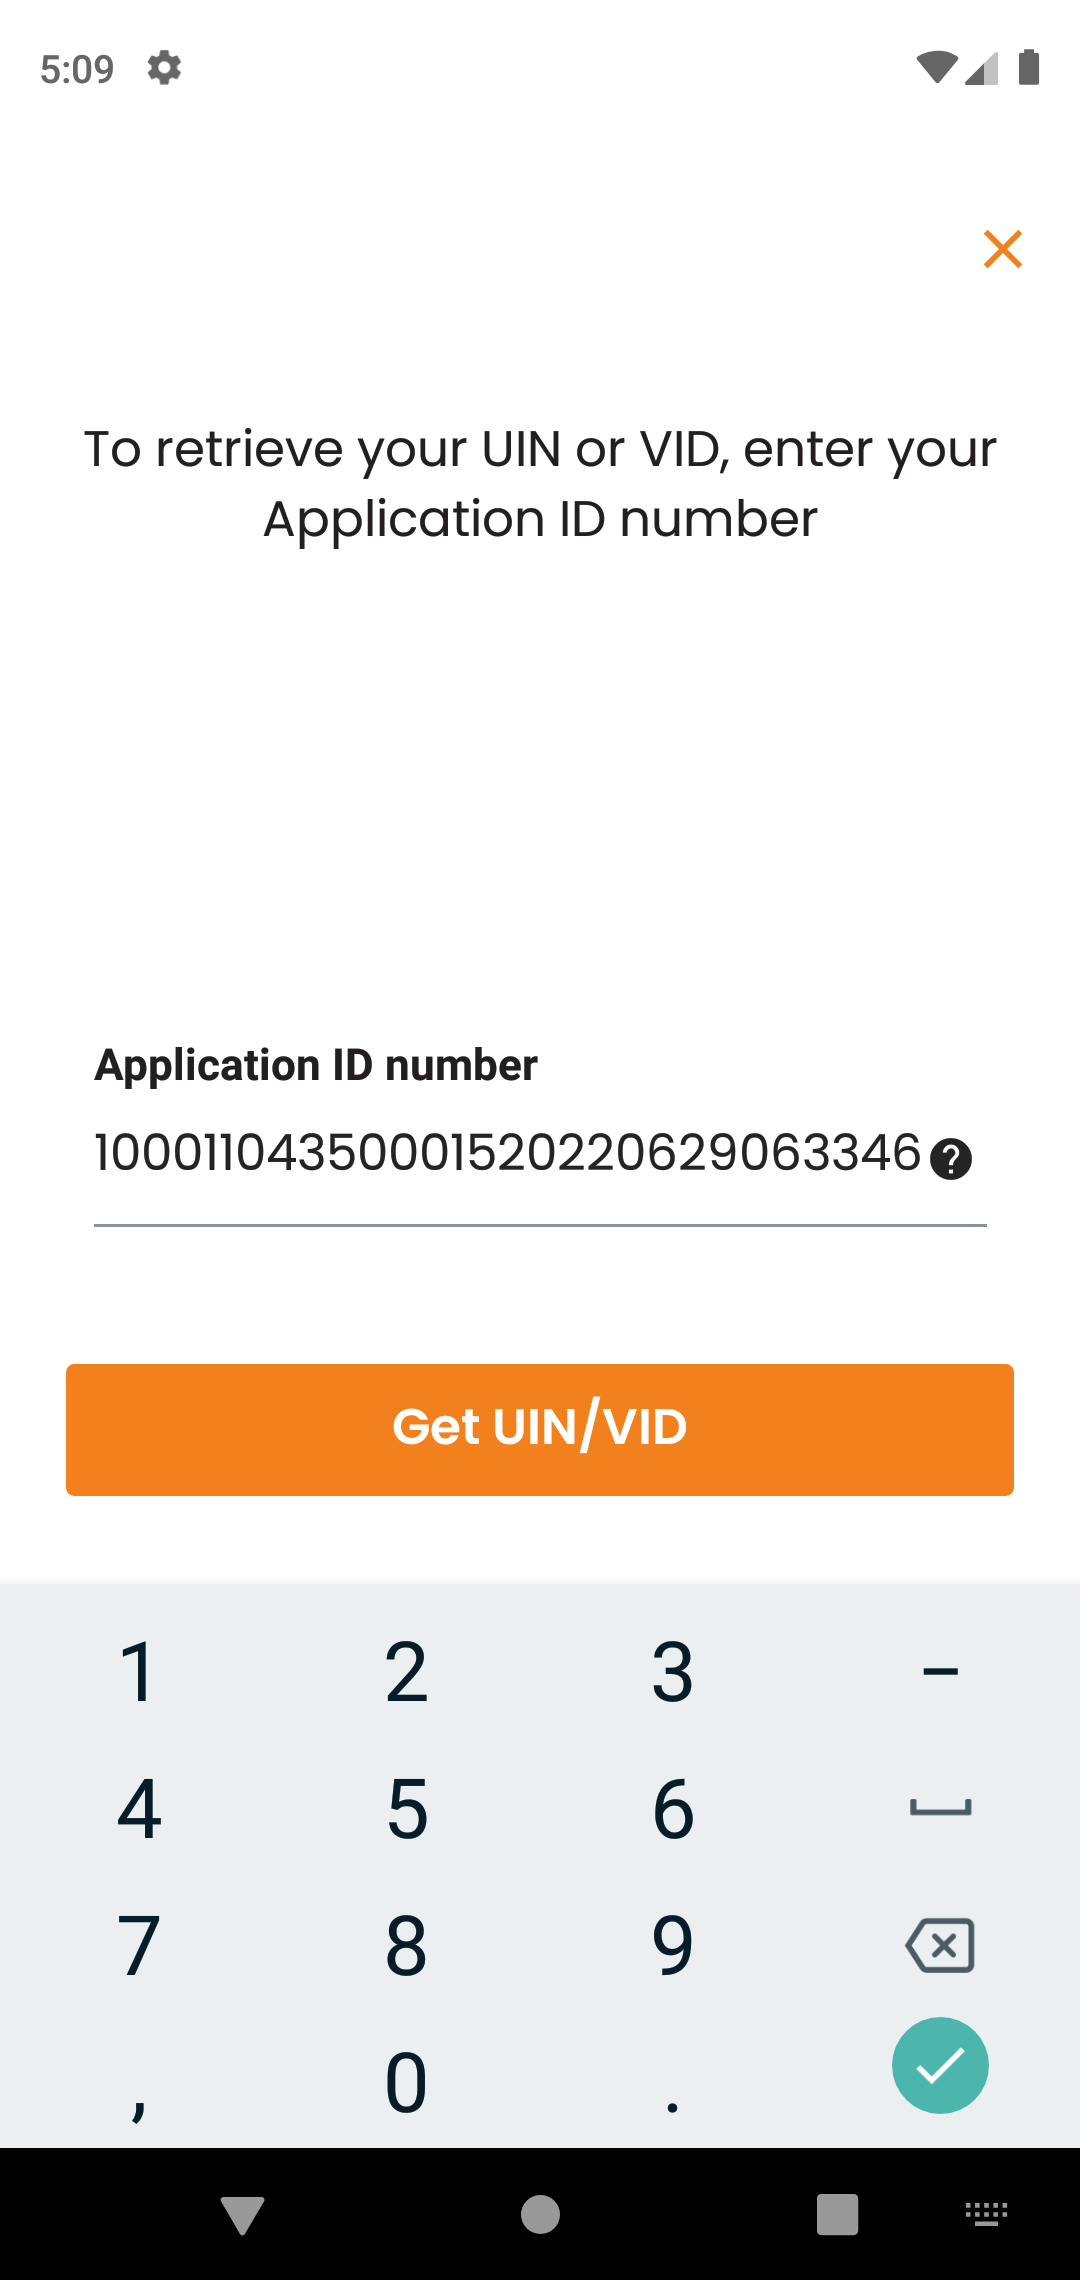 5:09
To retrieve your UIN or VID, enter your
Application ID number
Application ID number
10001104350001520220629063346
Get UIN/VID
1 2 3 –
4 5 6
7 8 9
, 0 .